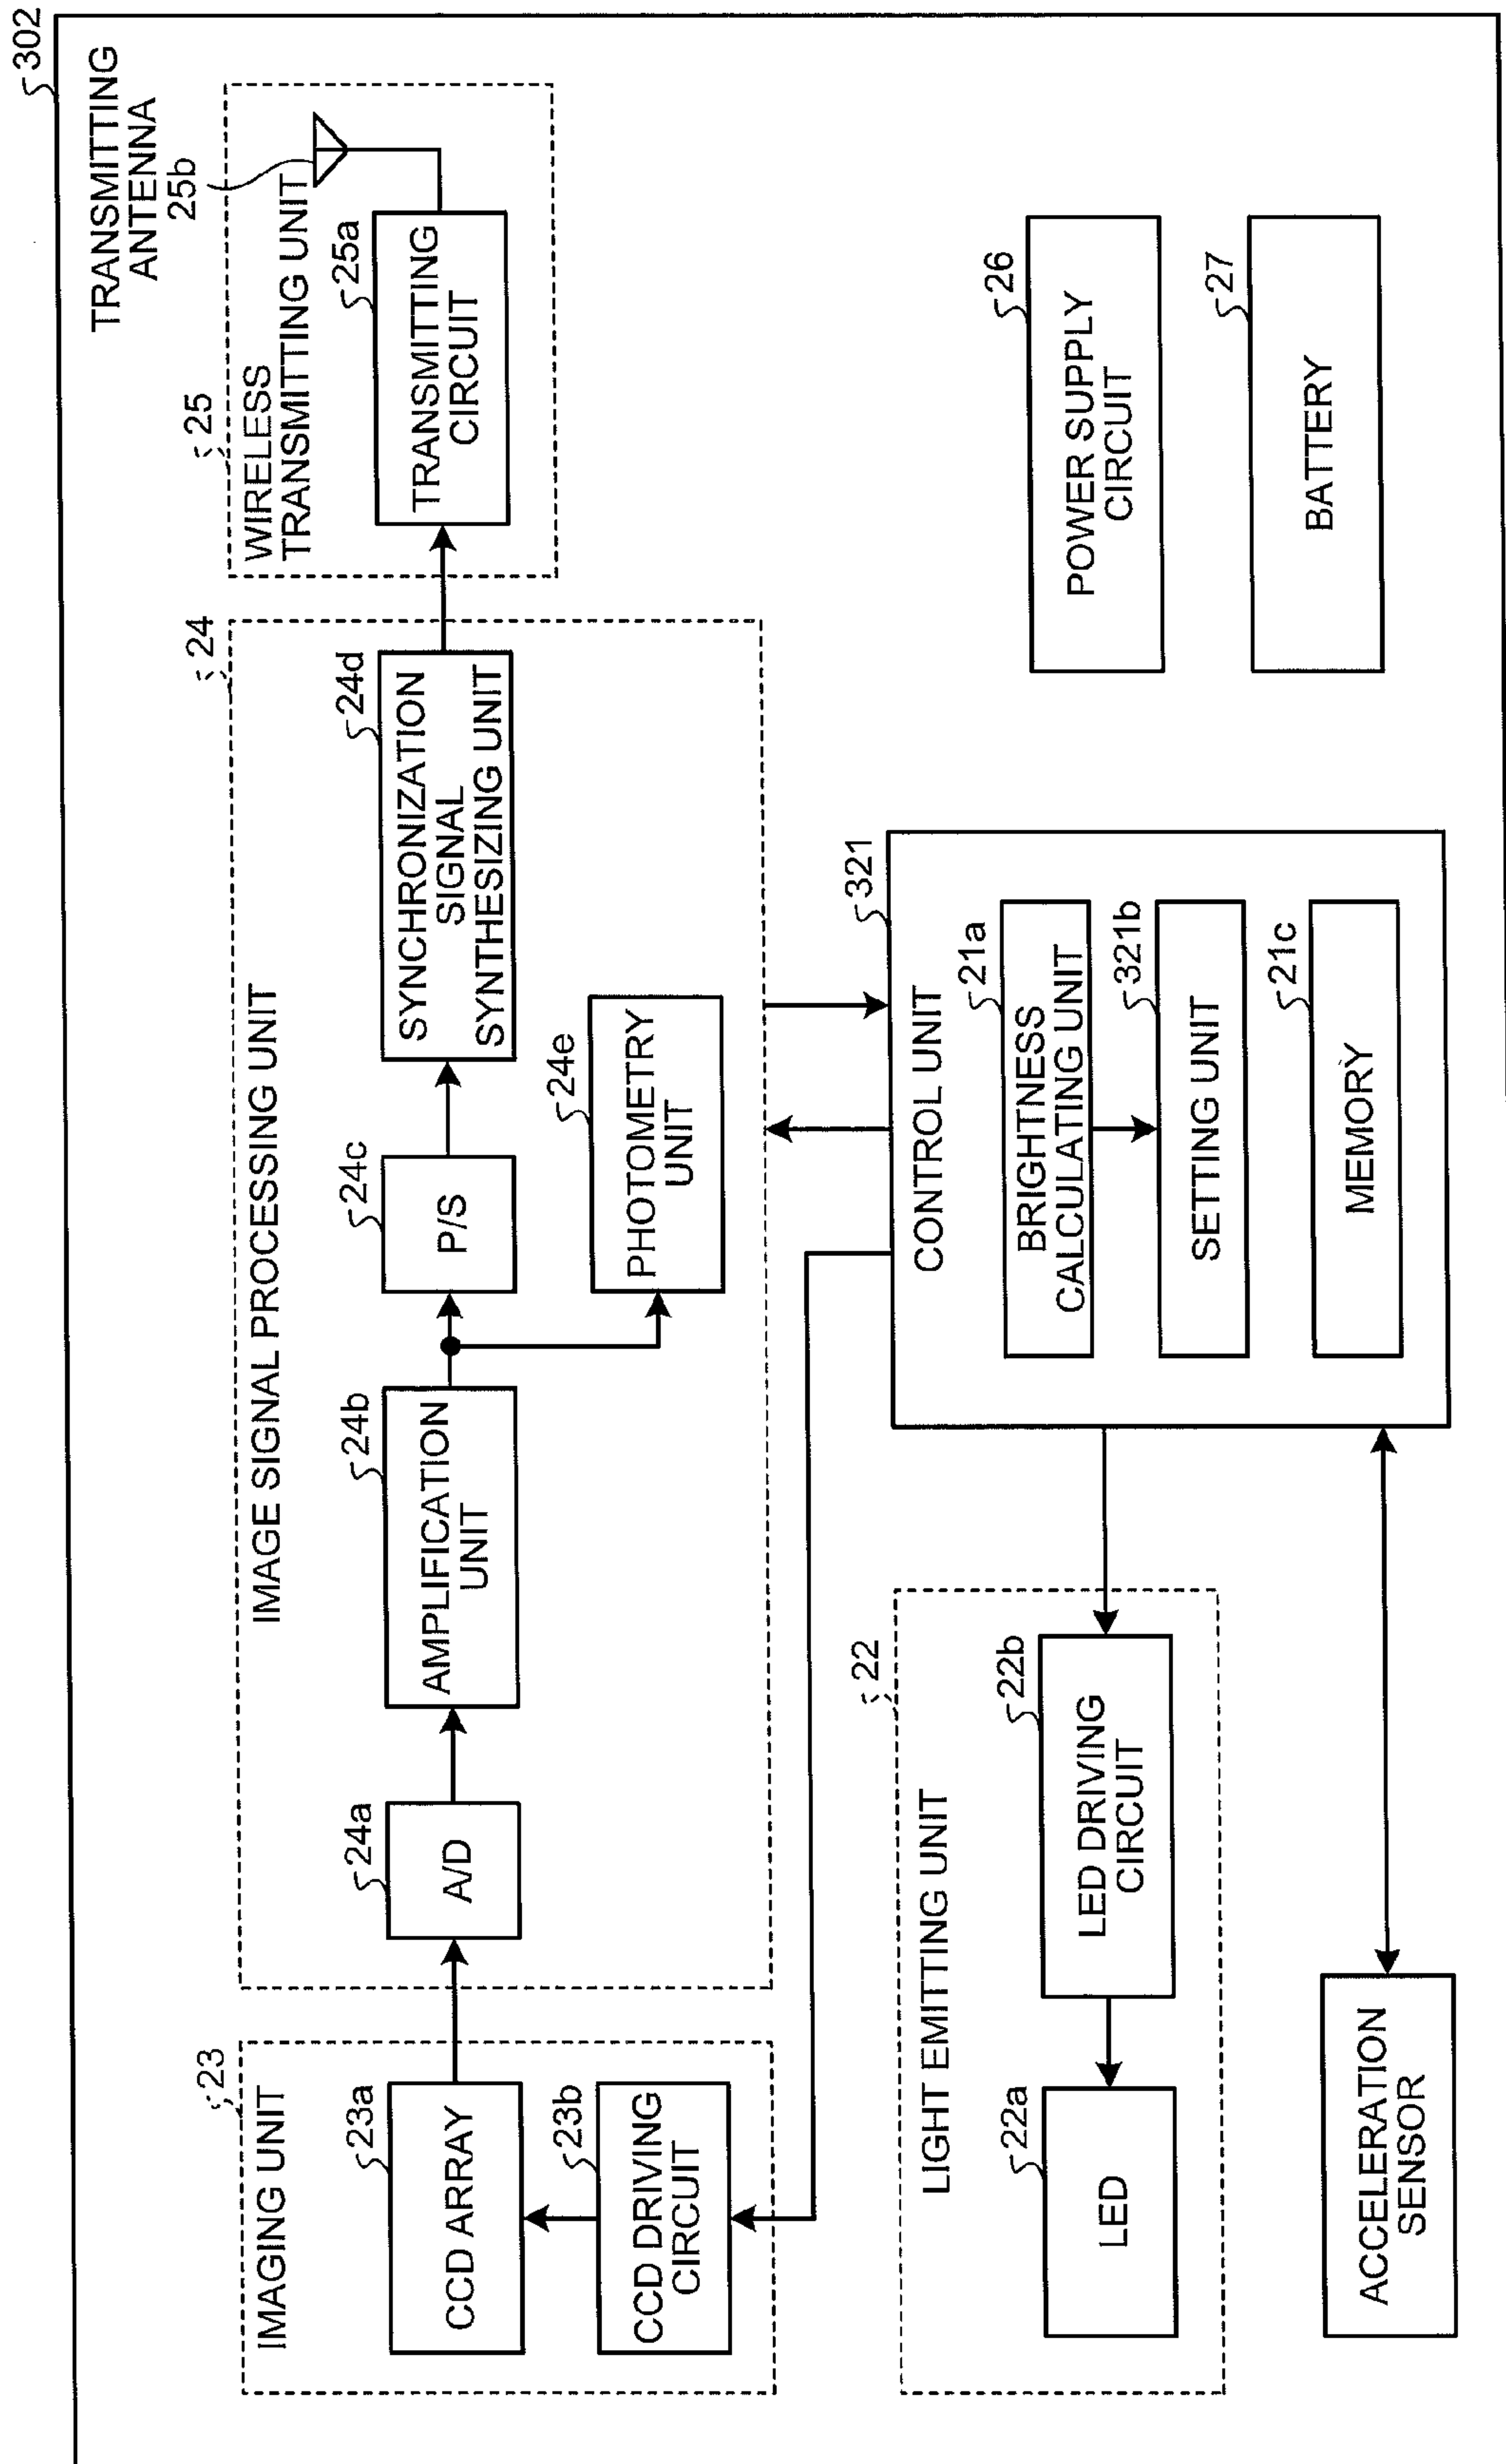 302
TRANSMITTING
ANTENNA
25b
25
WIRELESS
TRANSMITTING UNIT
25a
TRANSMITTING
CIRCUIT
24
IMAGE SIGNAL PROCESSING UNIT
24a
A/D
24b
AMPLIFICATION
UNIT
24c
P/S
24d
SYNCHRONIZATION
SIGNAL
SYNTHESIZING UNIT
24e
PHOTOMETRY
UNIT
23
IMAGING UNIT
23a
CCD ARRAY
23b
CCD DRIVING
CIRCUIT
321
CONTROL UNIT
21a
BRIGHTNESS
CALCULATING UNIT
321b
SETTING UNIT
21c
MEMORY
22
LIGHT EMITTING UNIT
22a
LED
22b
LED DRIVING
CIRCUIT
ACCELERATION
SENSOR
26
POWER SUPPLY
CIRCUIT
27
BATTERY